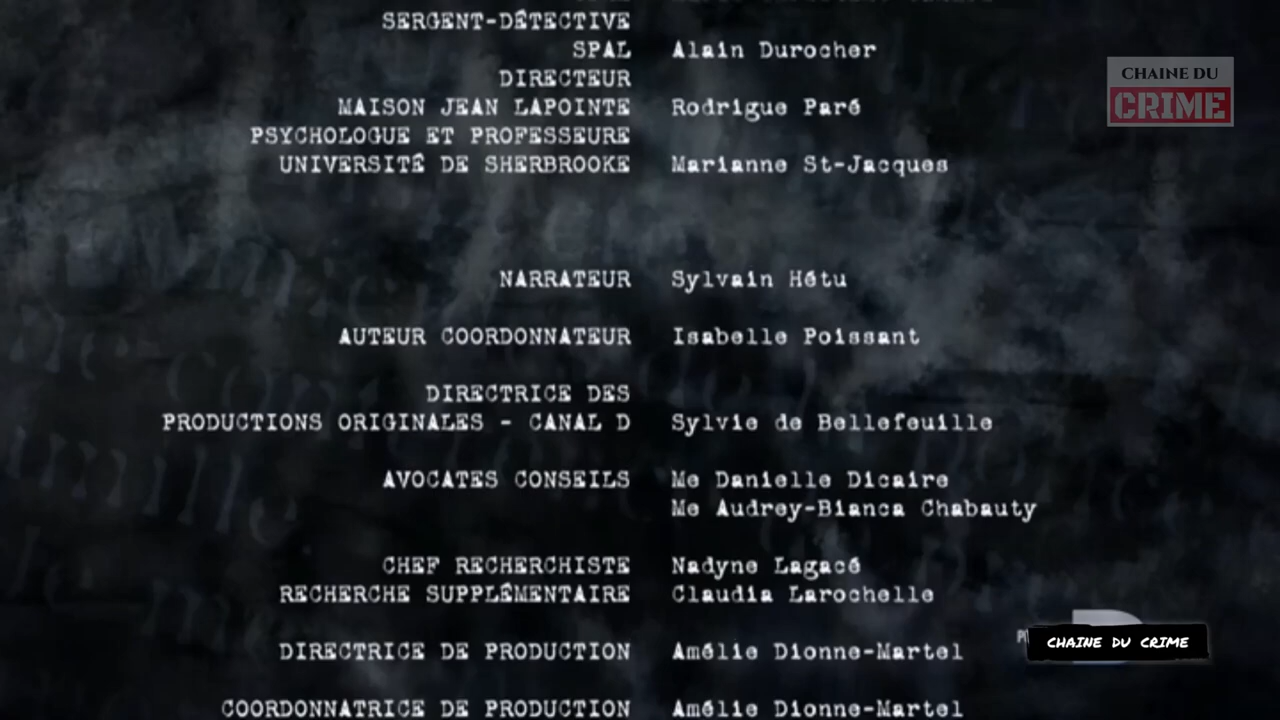 SERGENT-DÉTECTIVE
SPAL Alain Durocher
DIRECTEUR
MAISON JEAN LAPOINTE Rodrigue Paré
PSYCHOLOGUE ET PROFESSEURE
UNIVERSITÉ DE SHERBROOKE Marianne St-Jacques
NARRATEUR Sylvain Hétu
AUTEUR COORDONNATEUR Isabelle Poissant
DIRECTRICE DES
PRODUCTIONS ORIGINALES - CANAL D Sylvie de Bellefeuille
AVOCATES CONSEILS Me Danielle Dicaire
Me Audrey-Bianca Chabauty
CHEF RECHERCHISTE Nadyne Lagacé
RECHERCHE SUPPLÉMENTAIRE Claudia Larochelle
DIRECTRICE DE PRODUCTION Amélie Dionne-Martel
COORDONNATRICE DE PRODUCTION Amélie Dionne-Martel
CHAINE DU
CRIME
CHAINE DU CRIME